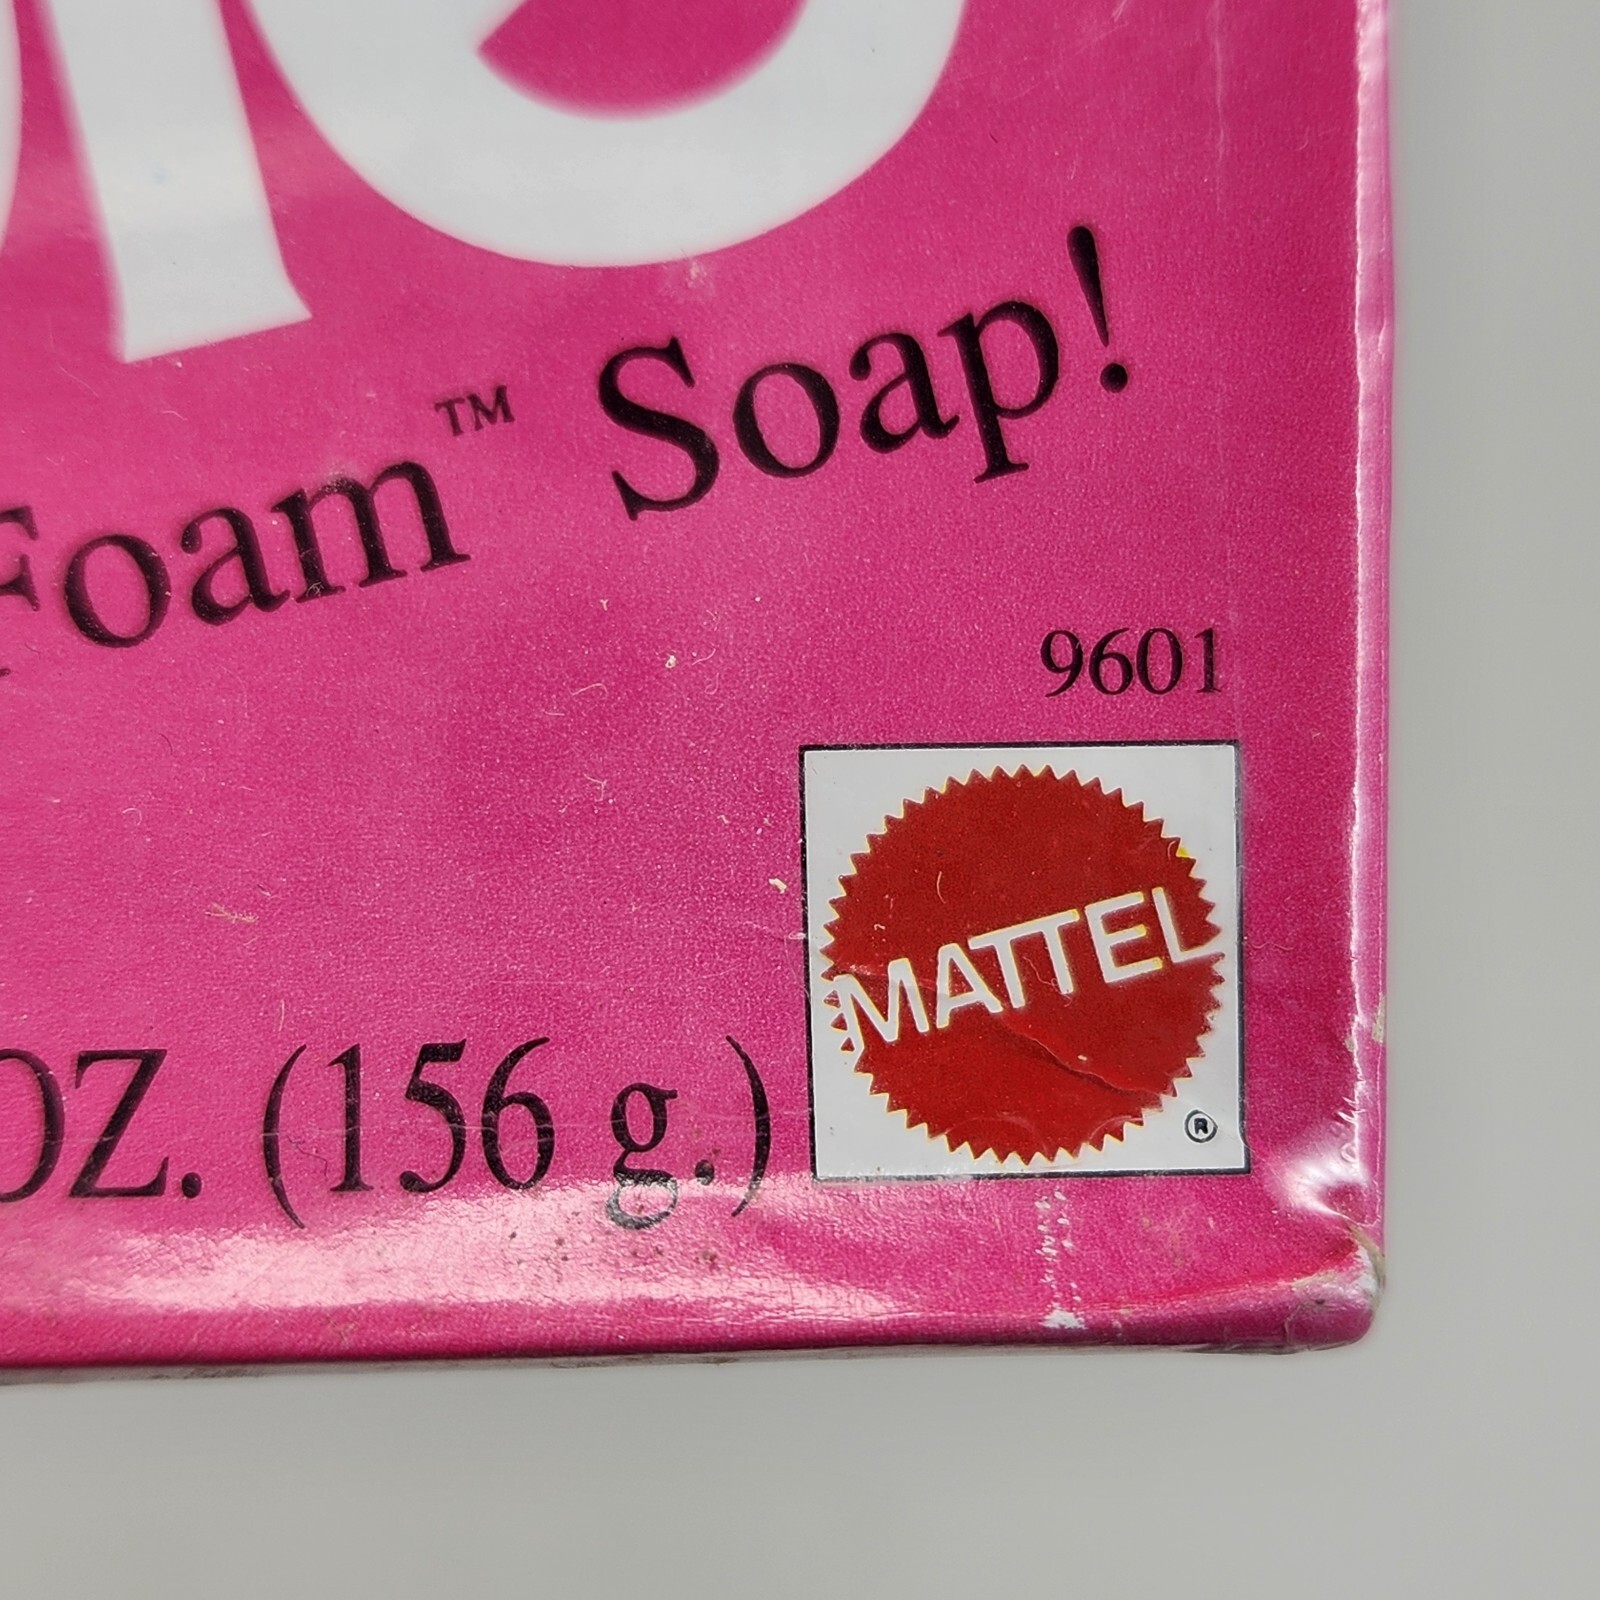 Foam™ Soap!
9601
MATTEL
®
OZ. (156 g.)